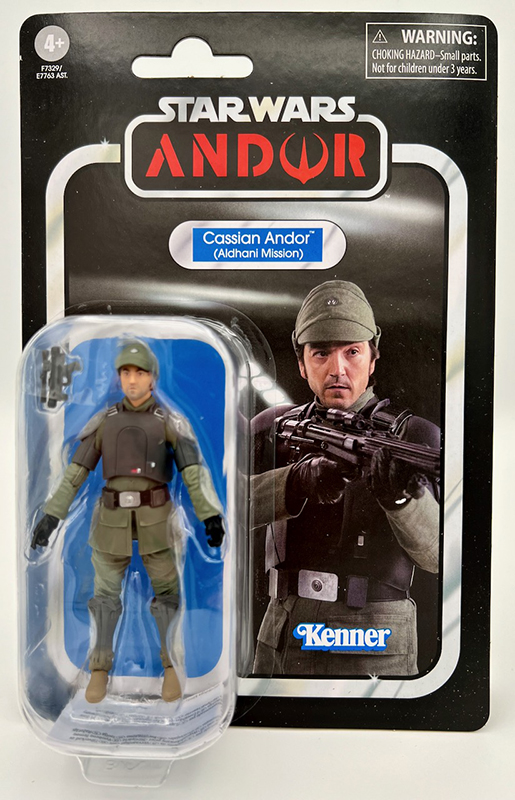 4+
F7329/
E7763 AST.
WARNING:
CHOKING HAZARD–Small parts.
Not for children under 3 years.
STAR WARS
ANDOR™
Cassian Andor™
(Aldhani Mission)
Kenner